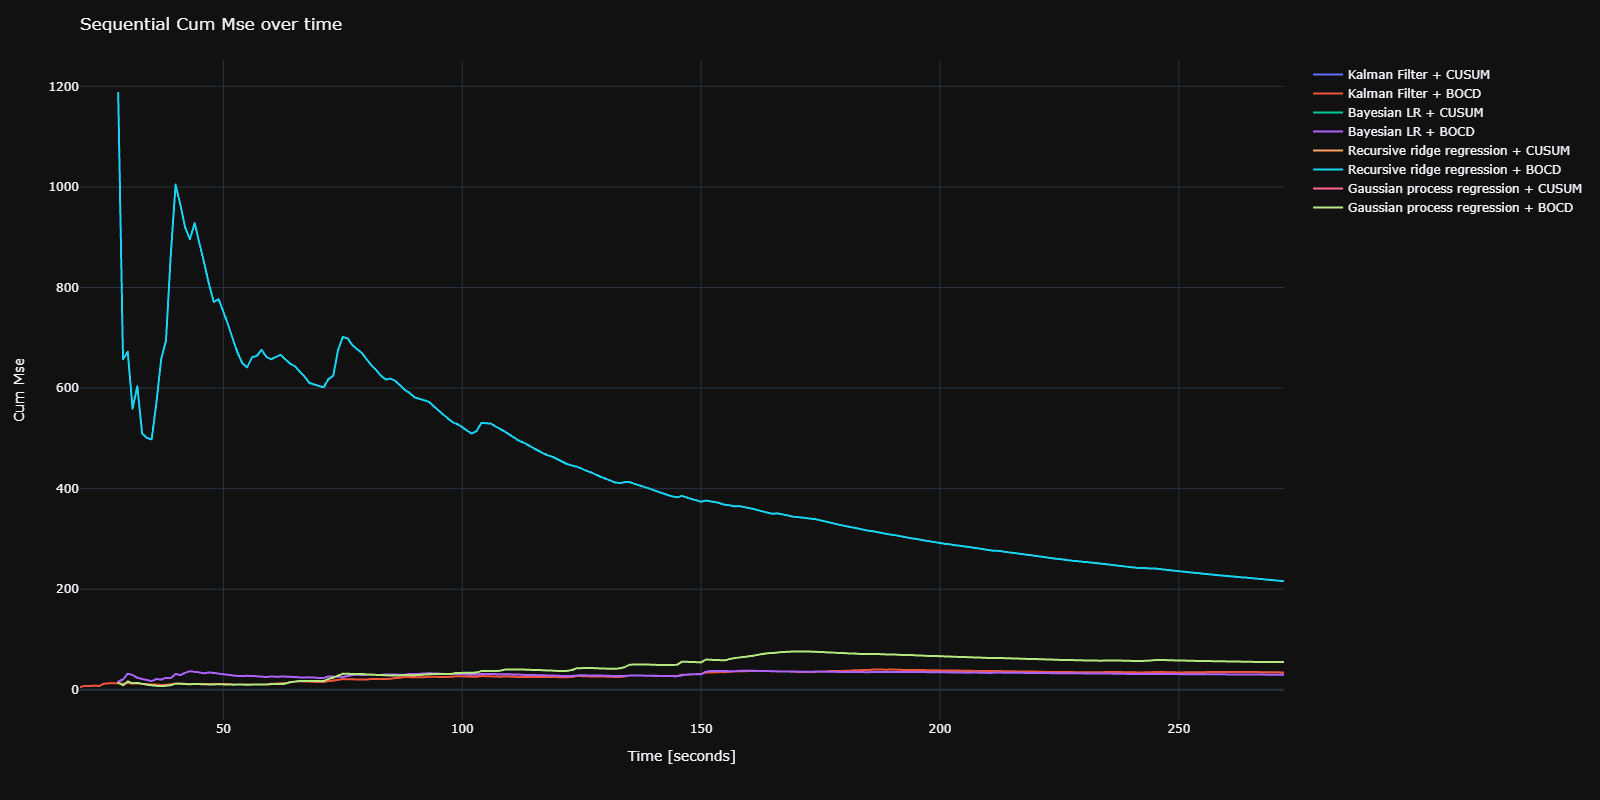 Sequential Cum Mse over time
1200
1000
800
600
400
200
0
Cum Mse
50
100
150
200
250
Time [seconds]
Kalman Filter + CUSUM
Kalman Filter + BOCD
Bayesian LR + CUSUM
Bayesian LR + BOCD
Recursive ridge regression + CUSUM
Recursive ridge regression + BOCD
Gaussian process regression + CUSUM
Gaussian process regression + BOCD